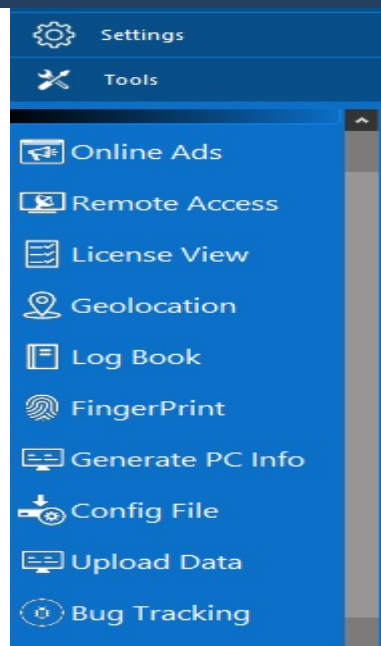 Settings
Tools
Online Ads
Remote Access
License View
Geolocation
Log Book
FingerPrint
Generate PC Info
Config File
Upload Data
Bug Tracking